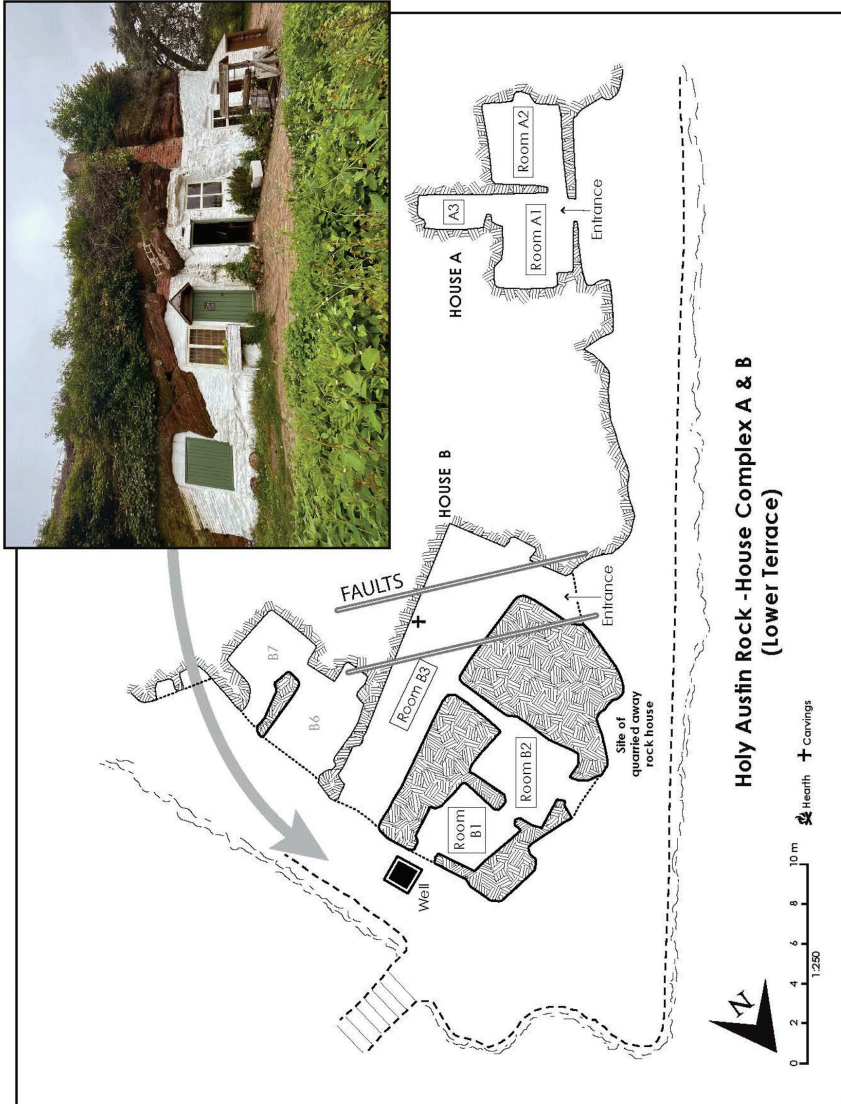 HOUSE A
A3
Room A2
Room A1
Entrance
HOUSE B
FAULTS
B7
B6
Room B3
Entrance
Room B2
Room
B1
Well
Site of
quarried away
rock house
Holy Austin Rock -House Complex A & B
(Lower Terrace)
Hearth
Carvings
N
0 2 4 6 8 10 m
1:250